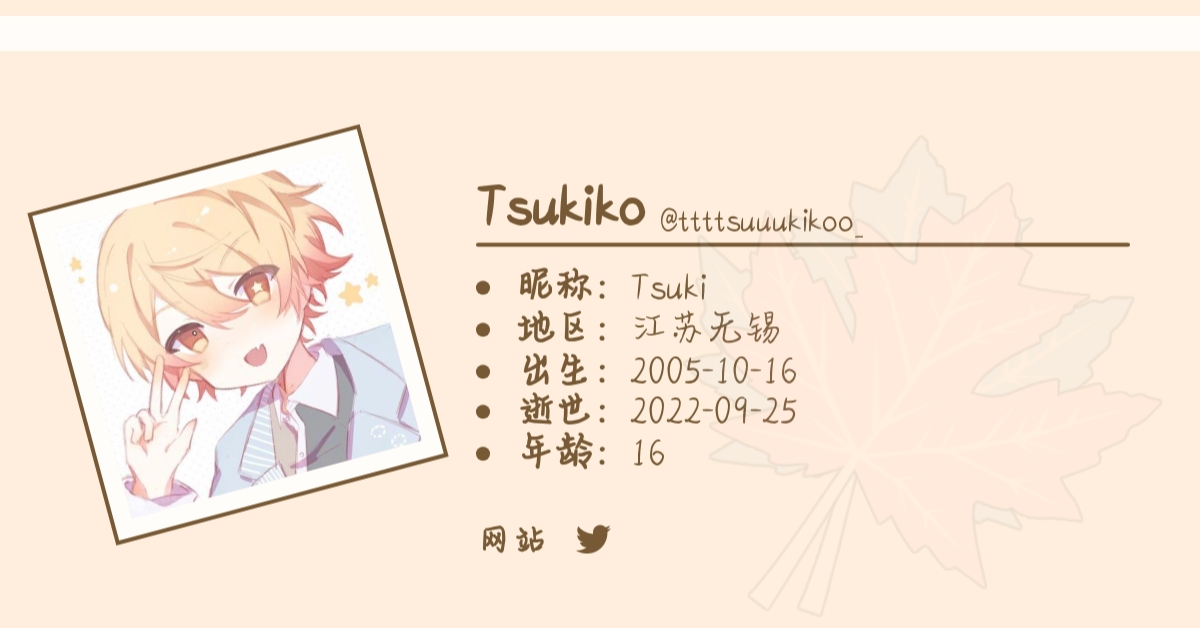 Tsukiko @ttttsuuukikoo_
• 昵称：Tsuki
• 地区：江苏无锡
• 出生：2005-10-16
• 逝世：2022-09-25
• 年龄：16
网站